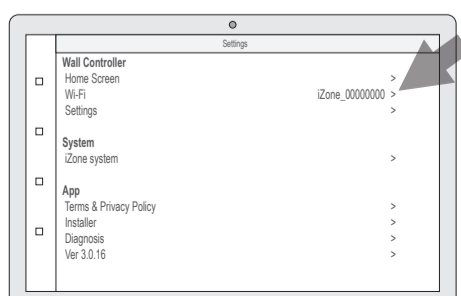 Settings
Wall Controller
Home Screen >
Wi-Fi iZone_00000000 >
Settings >
System
iZone system >
App
Terms & Privacy Policy >
Installer >
Diagnosis >
Ver 3.0.16 >